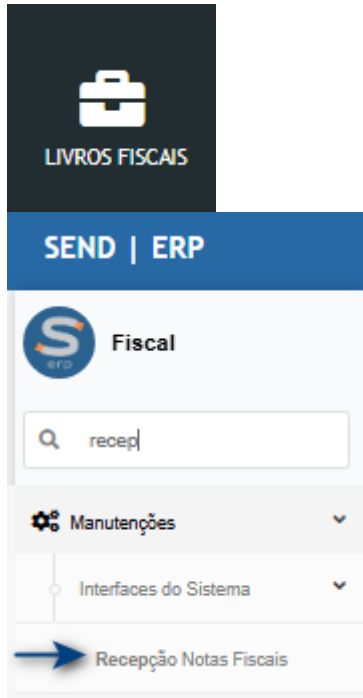 LIVROS FISCAIS
SEND | ERP
S
erp
Fiscal
recep
Manutenções
Interfaces do Sistema
Recepção Notas Fiscais